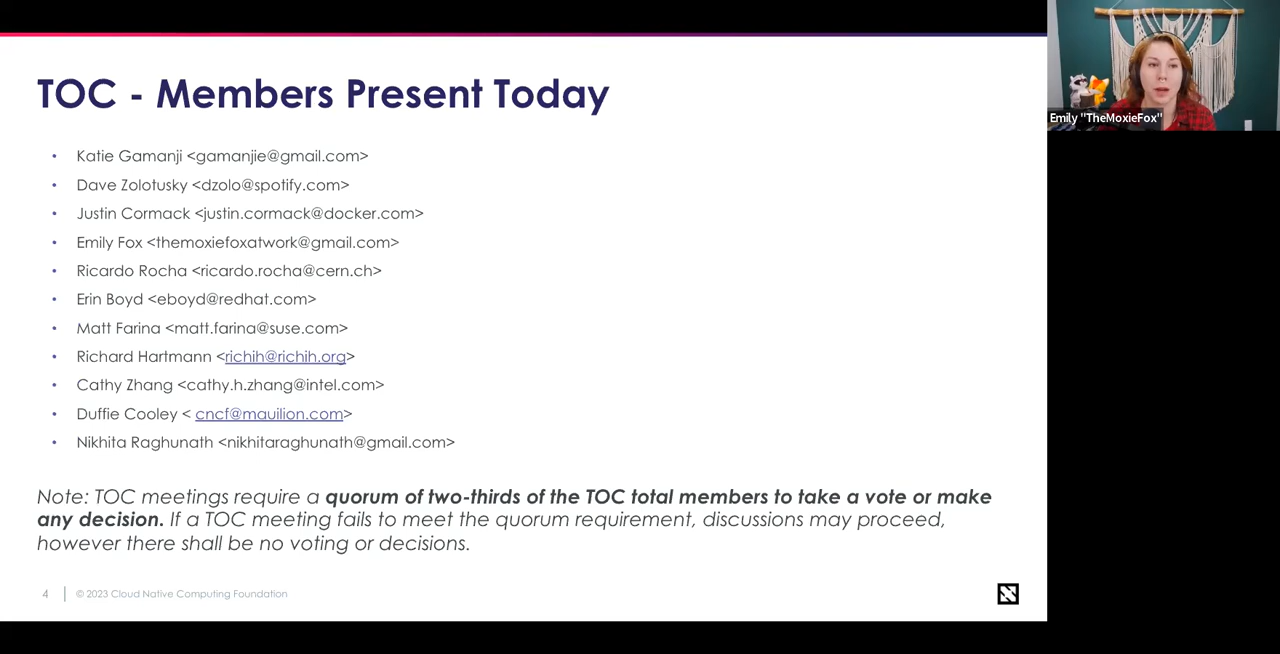 TOC - Members Present Today
• Katie Gamanji <gamanjie@gmail.com>
• Dave Zolotusky <dzolo@spotify.com>
• Justin Cormack <justin.cormack@docker.com>
• Emily Fox <themoxiefoxatwork@gmail.com>
• Ricardo Rocha <ricardo.rocha@cern.ch>
• Erin Boyd <eboyd@redhat.com>
• Matt Farina <matt.farina@suse.com>
• Richard Hartmann <richih@richih.org>
• Cathy Zhang <cathy.h.zhang@intel.com>
• Duffie Cooley < cncf@mauilion.com>
• Nikhita Raghunath <nikhitaraghunath@gmail.com>
Note: TOC meetings require a quorum of two-thirds of the TOC total members to take a vote or make
any decision. If a TOC meeting fails to meet the quorum requirement, discussions may proceed,
however there shall be no voting or decisions.
4 © 2023 Cloud Native Computing Foundation
Emily "TheMoxieFox"